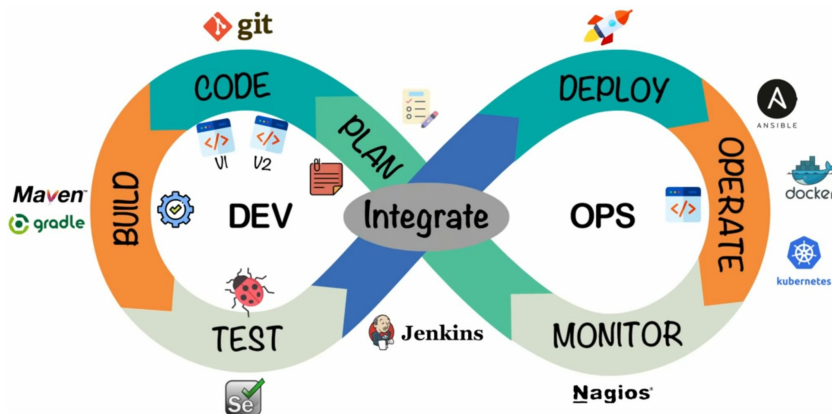 git
CODE
DEPLOY
PLAN
ANSIBLE
V1
V2
BUILD
Maven™
gradle
DEV
Integrate
OPS
OPERATE
docker
kubernetes
TEST
Jenkins
MONITOR
Se
Nagios®